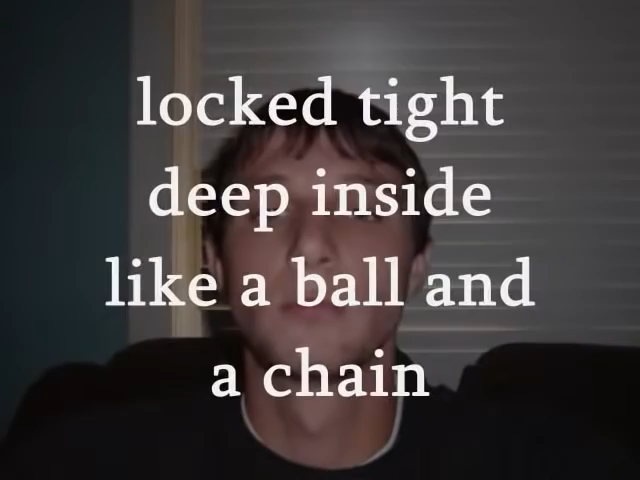 locked tight
deep inside
like a ball and
a chain